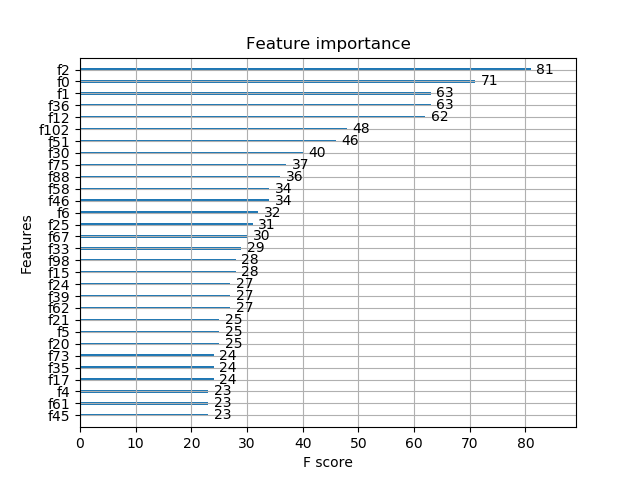 Feature importance
f2 81
f0 71
f1 63
f36 63
f12 62
f102 48
f51 46
f30 40
f75 37
f88 36
f58 34
f46 34
f6 32
f25 31
f67 30
f33 29
f98 28
f15 28
f24 27
f39 27
f62 27
f21 25
f5 25
f20 25
f73 24
f35 24
f17 24
f4 23
f61 23
f45 23
Features
0 10 20 30 40 50 60 70 80
F score